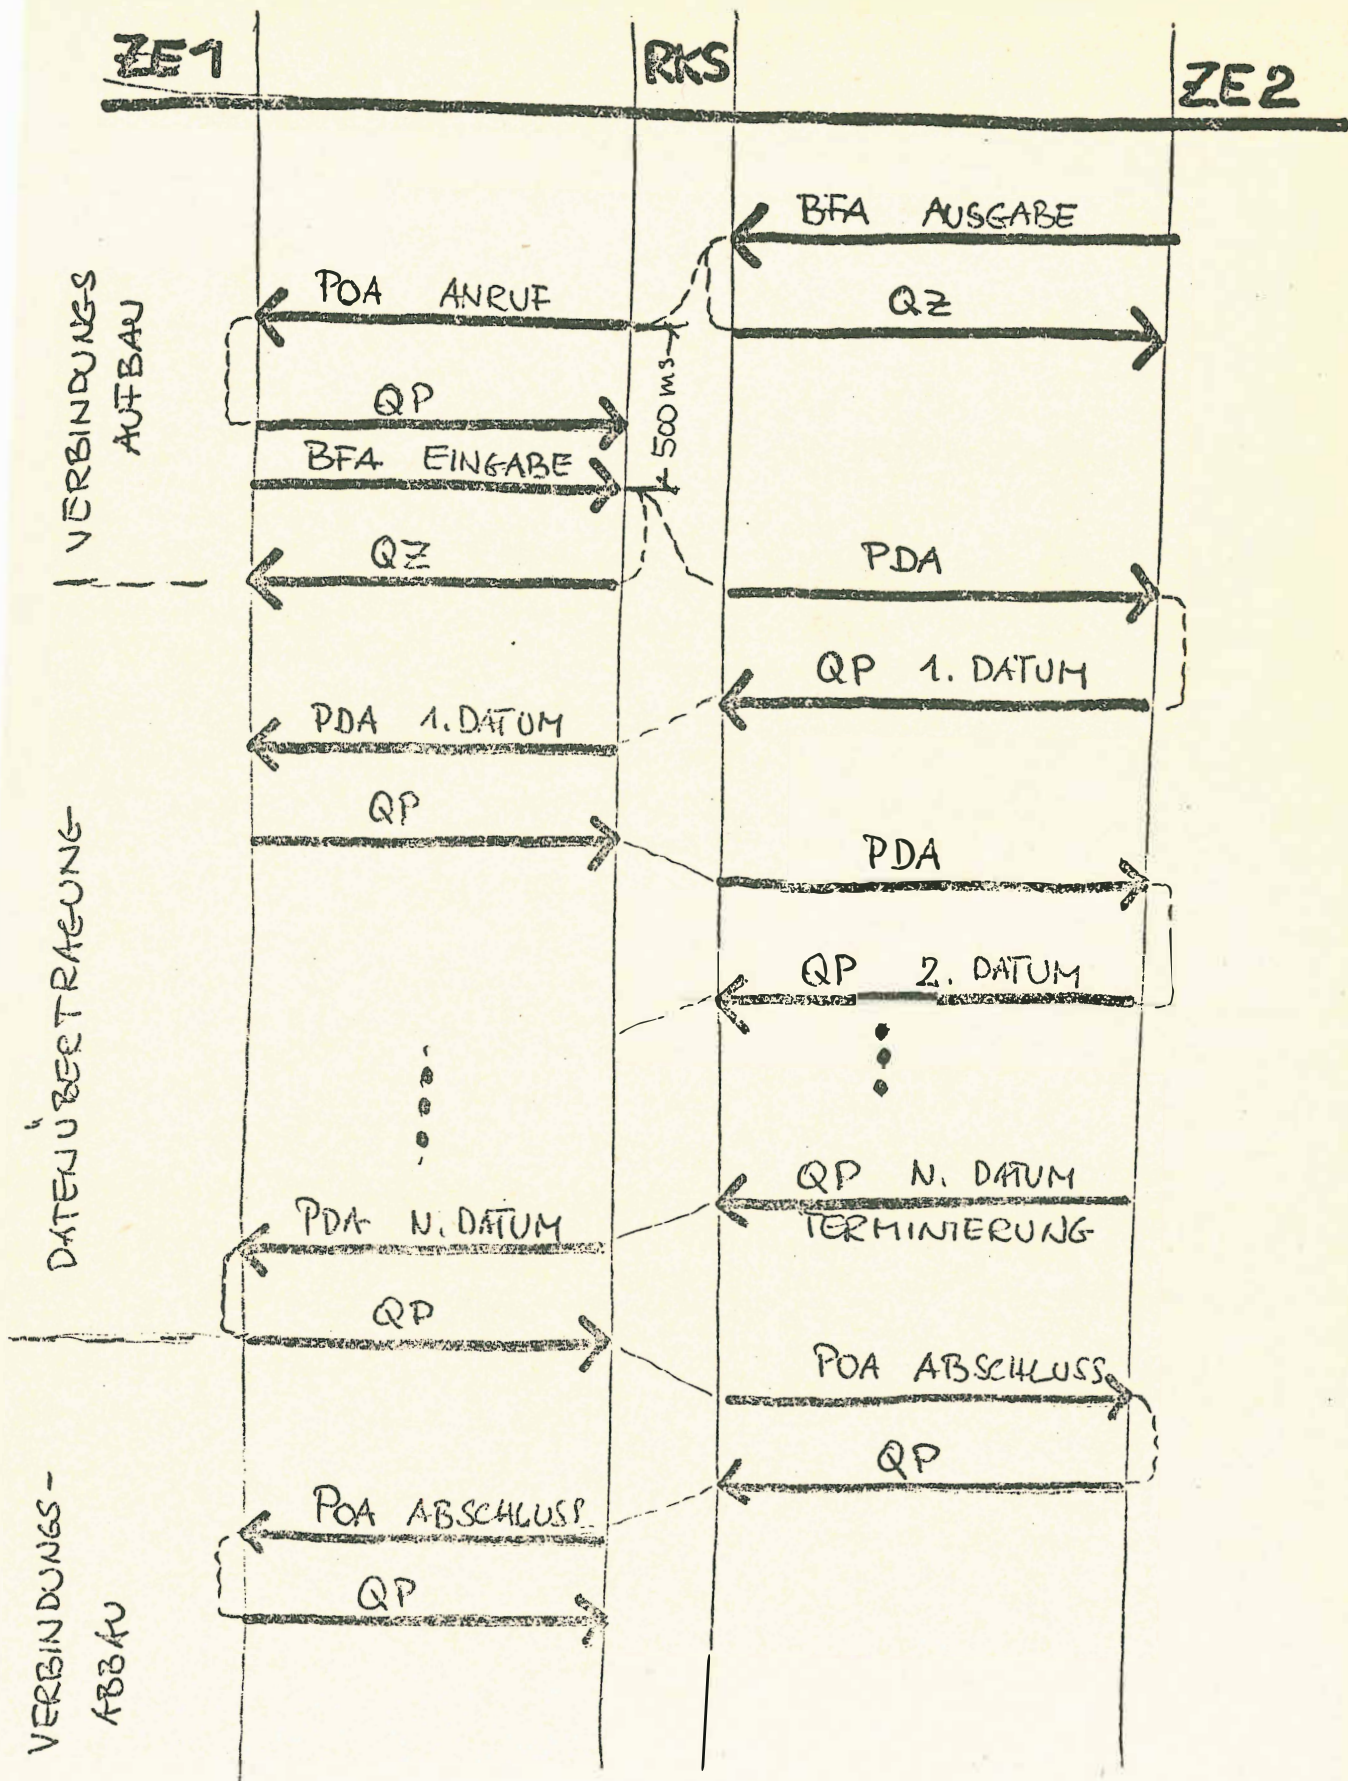 ZE1
RKS
ZE2
BFA AUSGABE
POA ANRUF
QZ
VERBINDUNGS
AUFBAU
500 ms
QP
BFA EINGABE
QZ
PDA
QP 1. DATUM
PDA 1. DATUM
QP
PDA
DATENÜBERTRAGUNG
QP 2. DATUM
QP N. DATUM
TERMINIERUNG
PDA N. DATUM
QP
POA ABSCHLUSS
QP
POA ABSCHLUSS
QP
VERBINDUNGS-
ABBAU